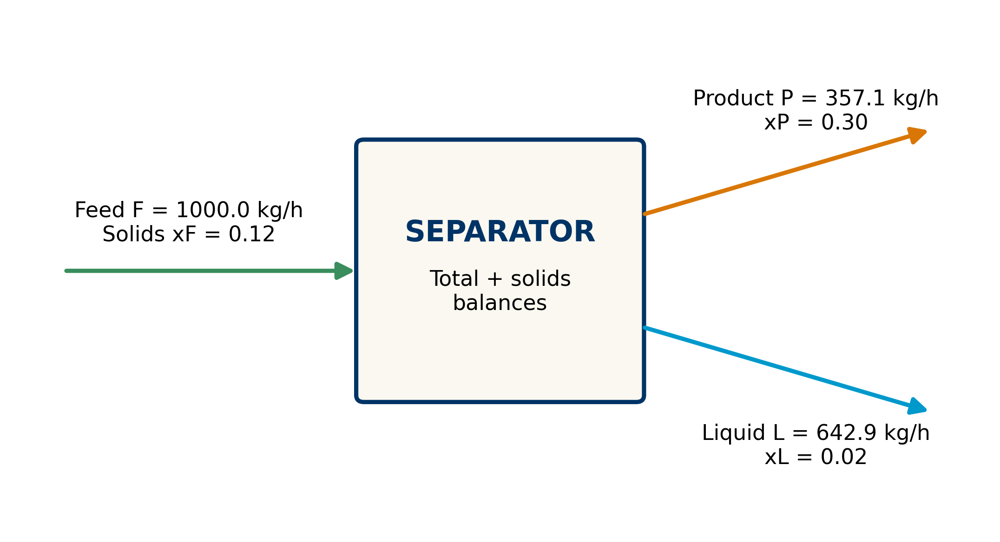 Feed F = 1000.0 kg/h
Solids xF = 0.12
SEPARATOR
Total + solids
balances
Product P = 357.1 kg/h
xP = 0.30
Liquid L = 642.9 kg/h
xL = 0.02